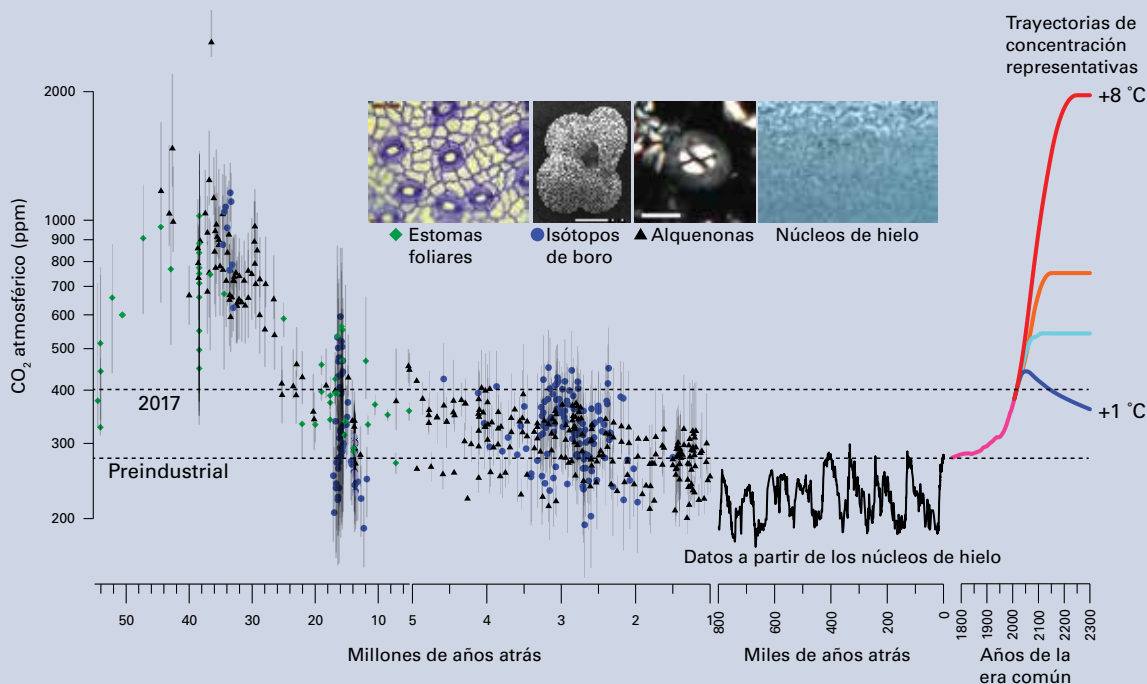 Trayectorias de
concentración
representativas
+8 °C
+1 °C
CO2 atmosférico (ppm)
2000
1000
900
800
700
600
500
400
300
200
Estomas
foliares
Isótopos
de boro
Alquenonas
Núcleos de hielo
2017
Preindustrial
Datos a partir de los núcleos de hielo
50 40 30 20 10 5 4 3 2 1
800 600 400 200 0
1800 1900 2000 2100 2200 2300
Millones de años atrás
Miles de años atrás
Años de la
era común